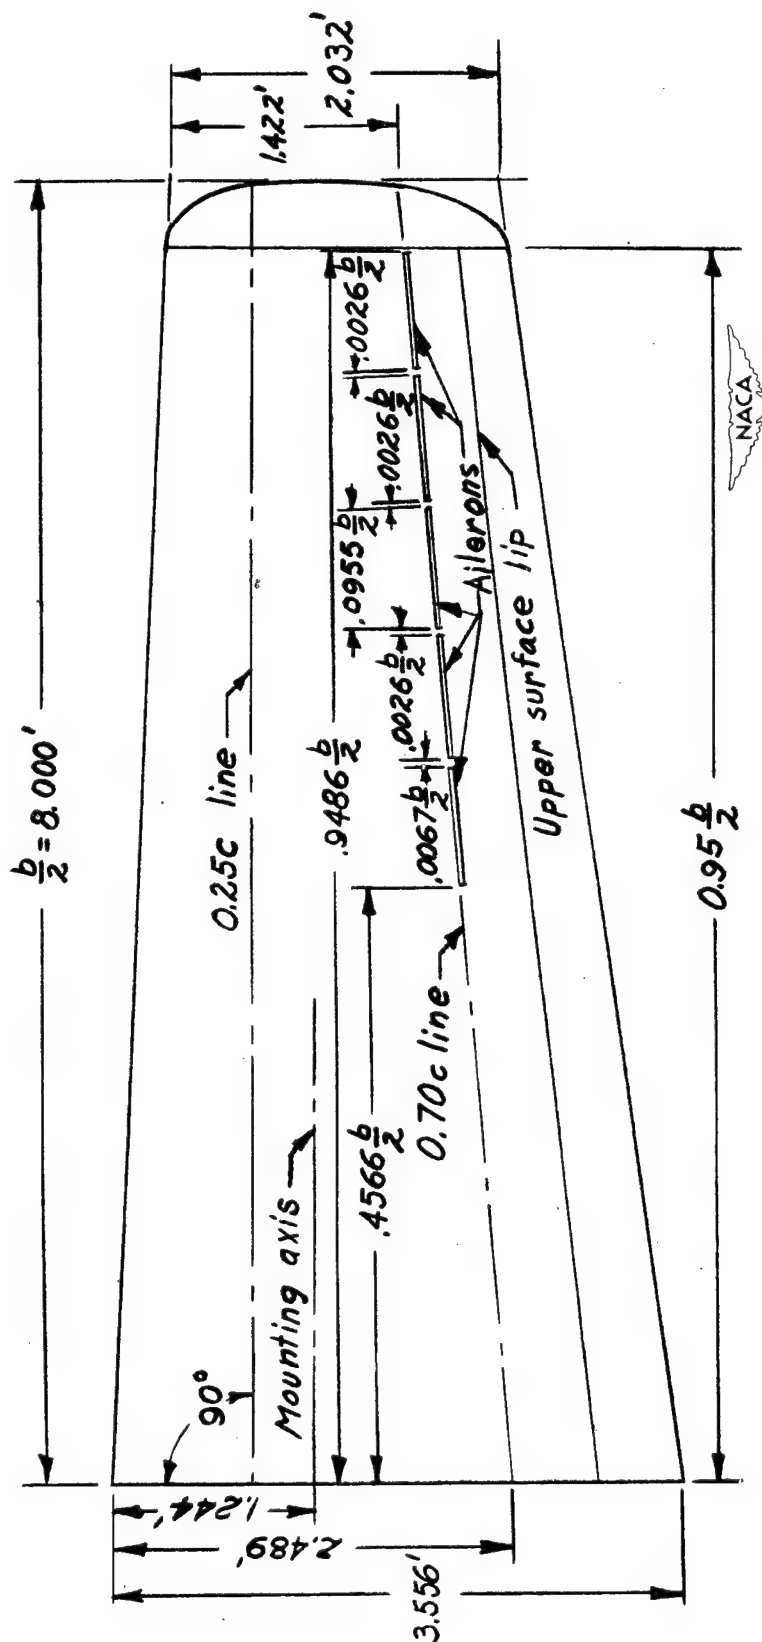 b/2 = 8.000'
0.25c line
Mounting axis
90°
.9486 b/2
.4566 b/2
0.70c line
.0067 b/2
.0026 b/2
.0955 b/2
.0026 b/2
.0026 b/2
Ailerons
Upper surface lip
0.95 b/2
1.244'
2.489'
3.556'
1.422'
2.032'
NACA